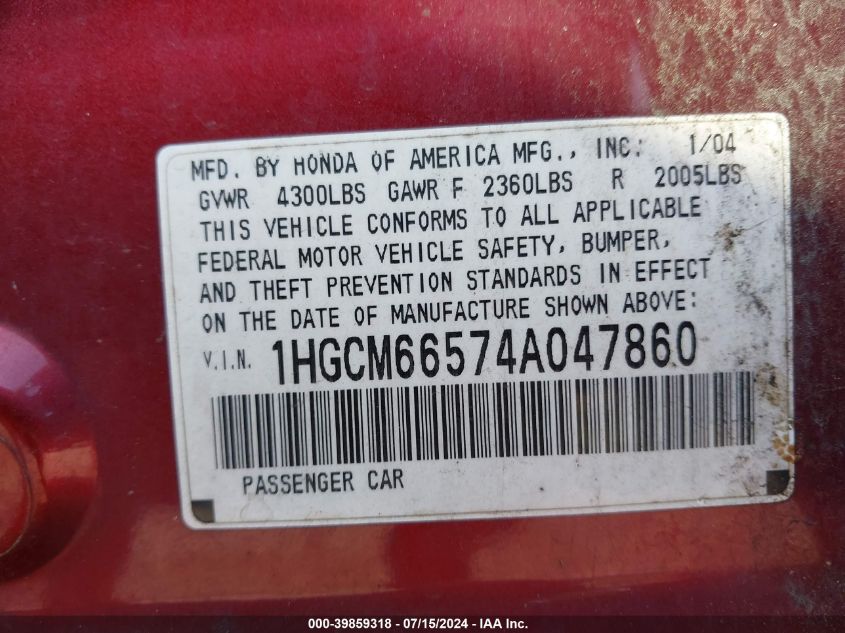 MFD. BY HONDA OF AMERICA MFG., INC. 1/04
GVWR 4300LBS GAWR F 2360LBS R 2005LBS
THIS VEHICLE CONFORMS TO ALL APPLICABLE
FEDERAL MOTOR VEHICLE SAFETY, BUMPER,
AND THEFT PREVENTION STANDARDS IN EFFECT
ON THE DATE OF MANUFACTURE SHOWN ABOVE:
V.I.N. 1HGCM66574A047860
PASSENGER CAR
000-39859318 - 07/15/2024 - IAA Inc.